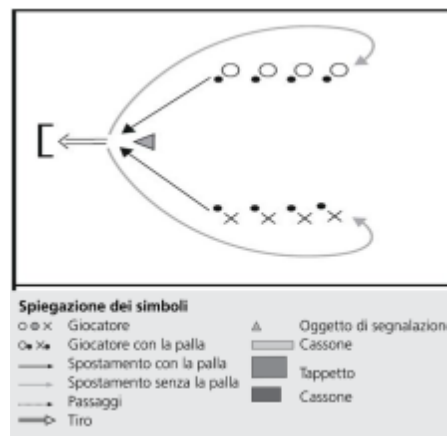 Spiegazione dei simboli
Giocatore
Giocatore con la palla
Spostamento con la palla
Spostamento senza la palla
Passaggi
Tiro
Oggetto di segnalazione
Cassone
Tappetto
Cassone